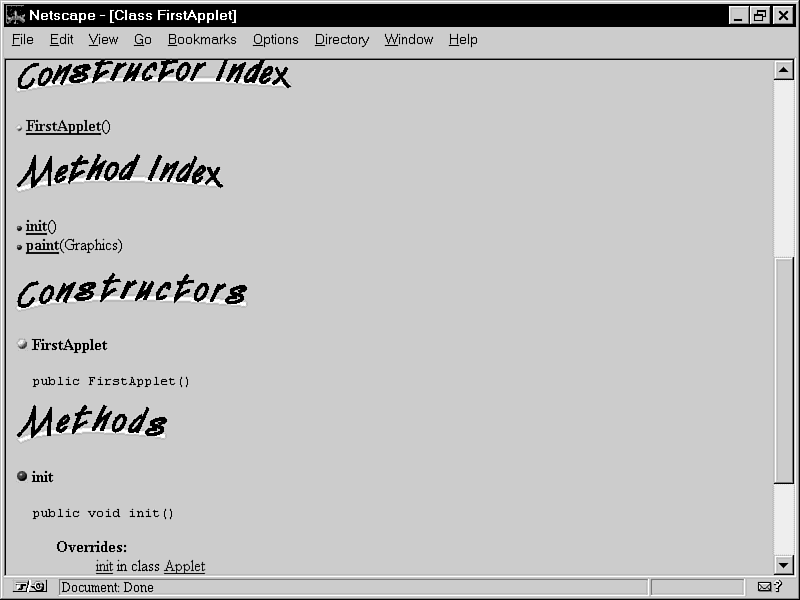 Netscape - [Class FirstApplet]
File Edit View Go Bookmarks Options Directory Window Help
Constructor Index
FirstApplet()
Method Index
init()
paint(Graphics)
Constructors
FirstApplet
public FirstApplet()
Methods
init
public void init()
Overrides:
init in class Applet
Document: Done
?